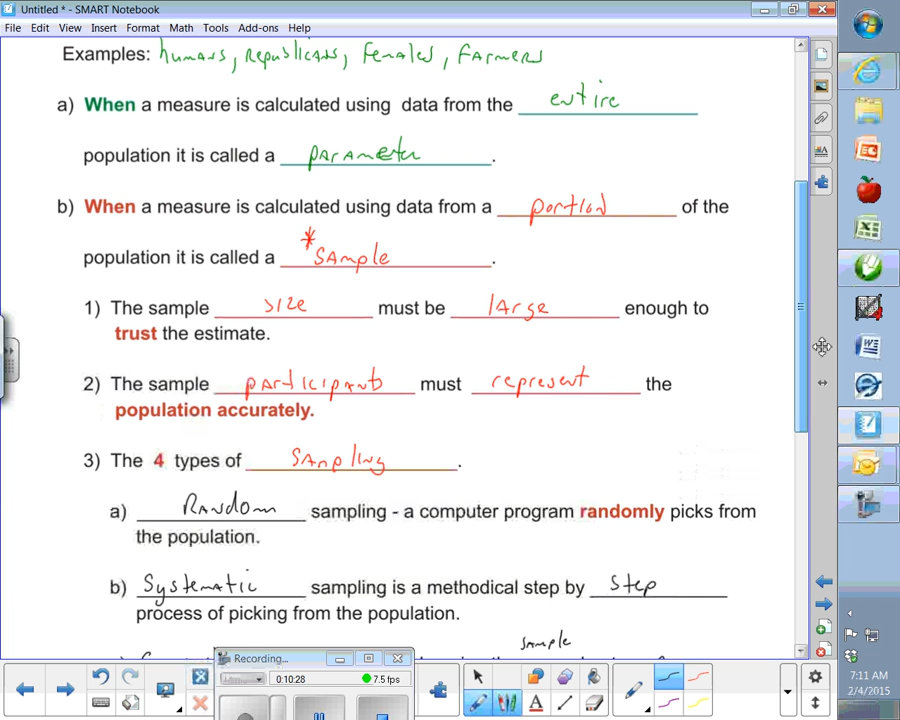 Untitled * - SMART Notebook
File Edit View Insert Format Math Tools Add-ons Help
Examples: humans, Republicans, Females, Farmers
a) When a measure is calculated using data from the entire
population it is called a parameter.
b) When a measure is calculated using data from a portion of the
population it is called a *sample.
1) The sample size must be large enough to
trust the estimate.
2) The sample participants must represent the
population accurately.
3) The 4 types of sampling.
a) Random sampling - a computer program randomly picks from
the population.
b) Systematic sampling is a methodical step by step
process of picking from the population.
sample
Recording...
0:10:28
7.5 fps
7:11 AM
2/4/2015